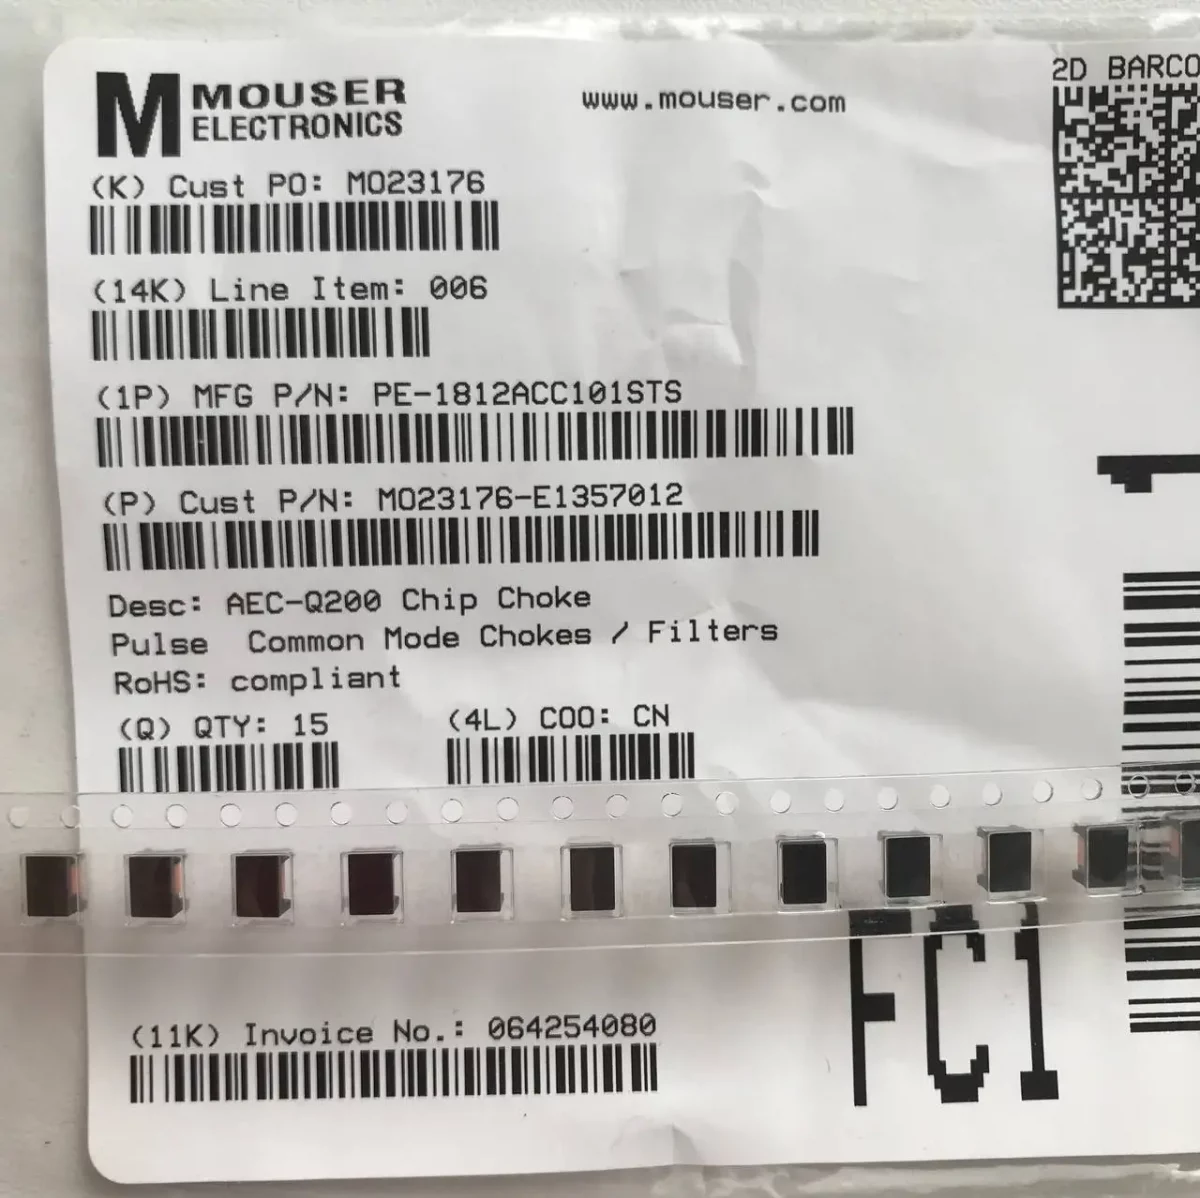 M MOUSER
ELECTRONICS
www.mouser.com
2D BARCO
(K) Cust PO: MO23176
(14K) Line Item: 006
(1P) MFG P/N: PE-1812ACC101STS
(P) Cust P/N: MO23176-E1357012
Desc: AEC-Q200 Chip Choke
Pulse Common Mode Chokes / Filters
RoHS: compliant
(Q) QTY: 15 (4L) COO: CN
FC1
(11K) Invoice No.: 064254080